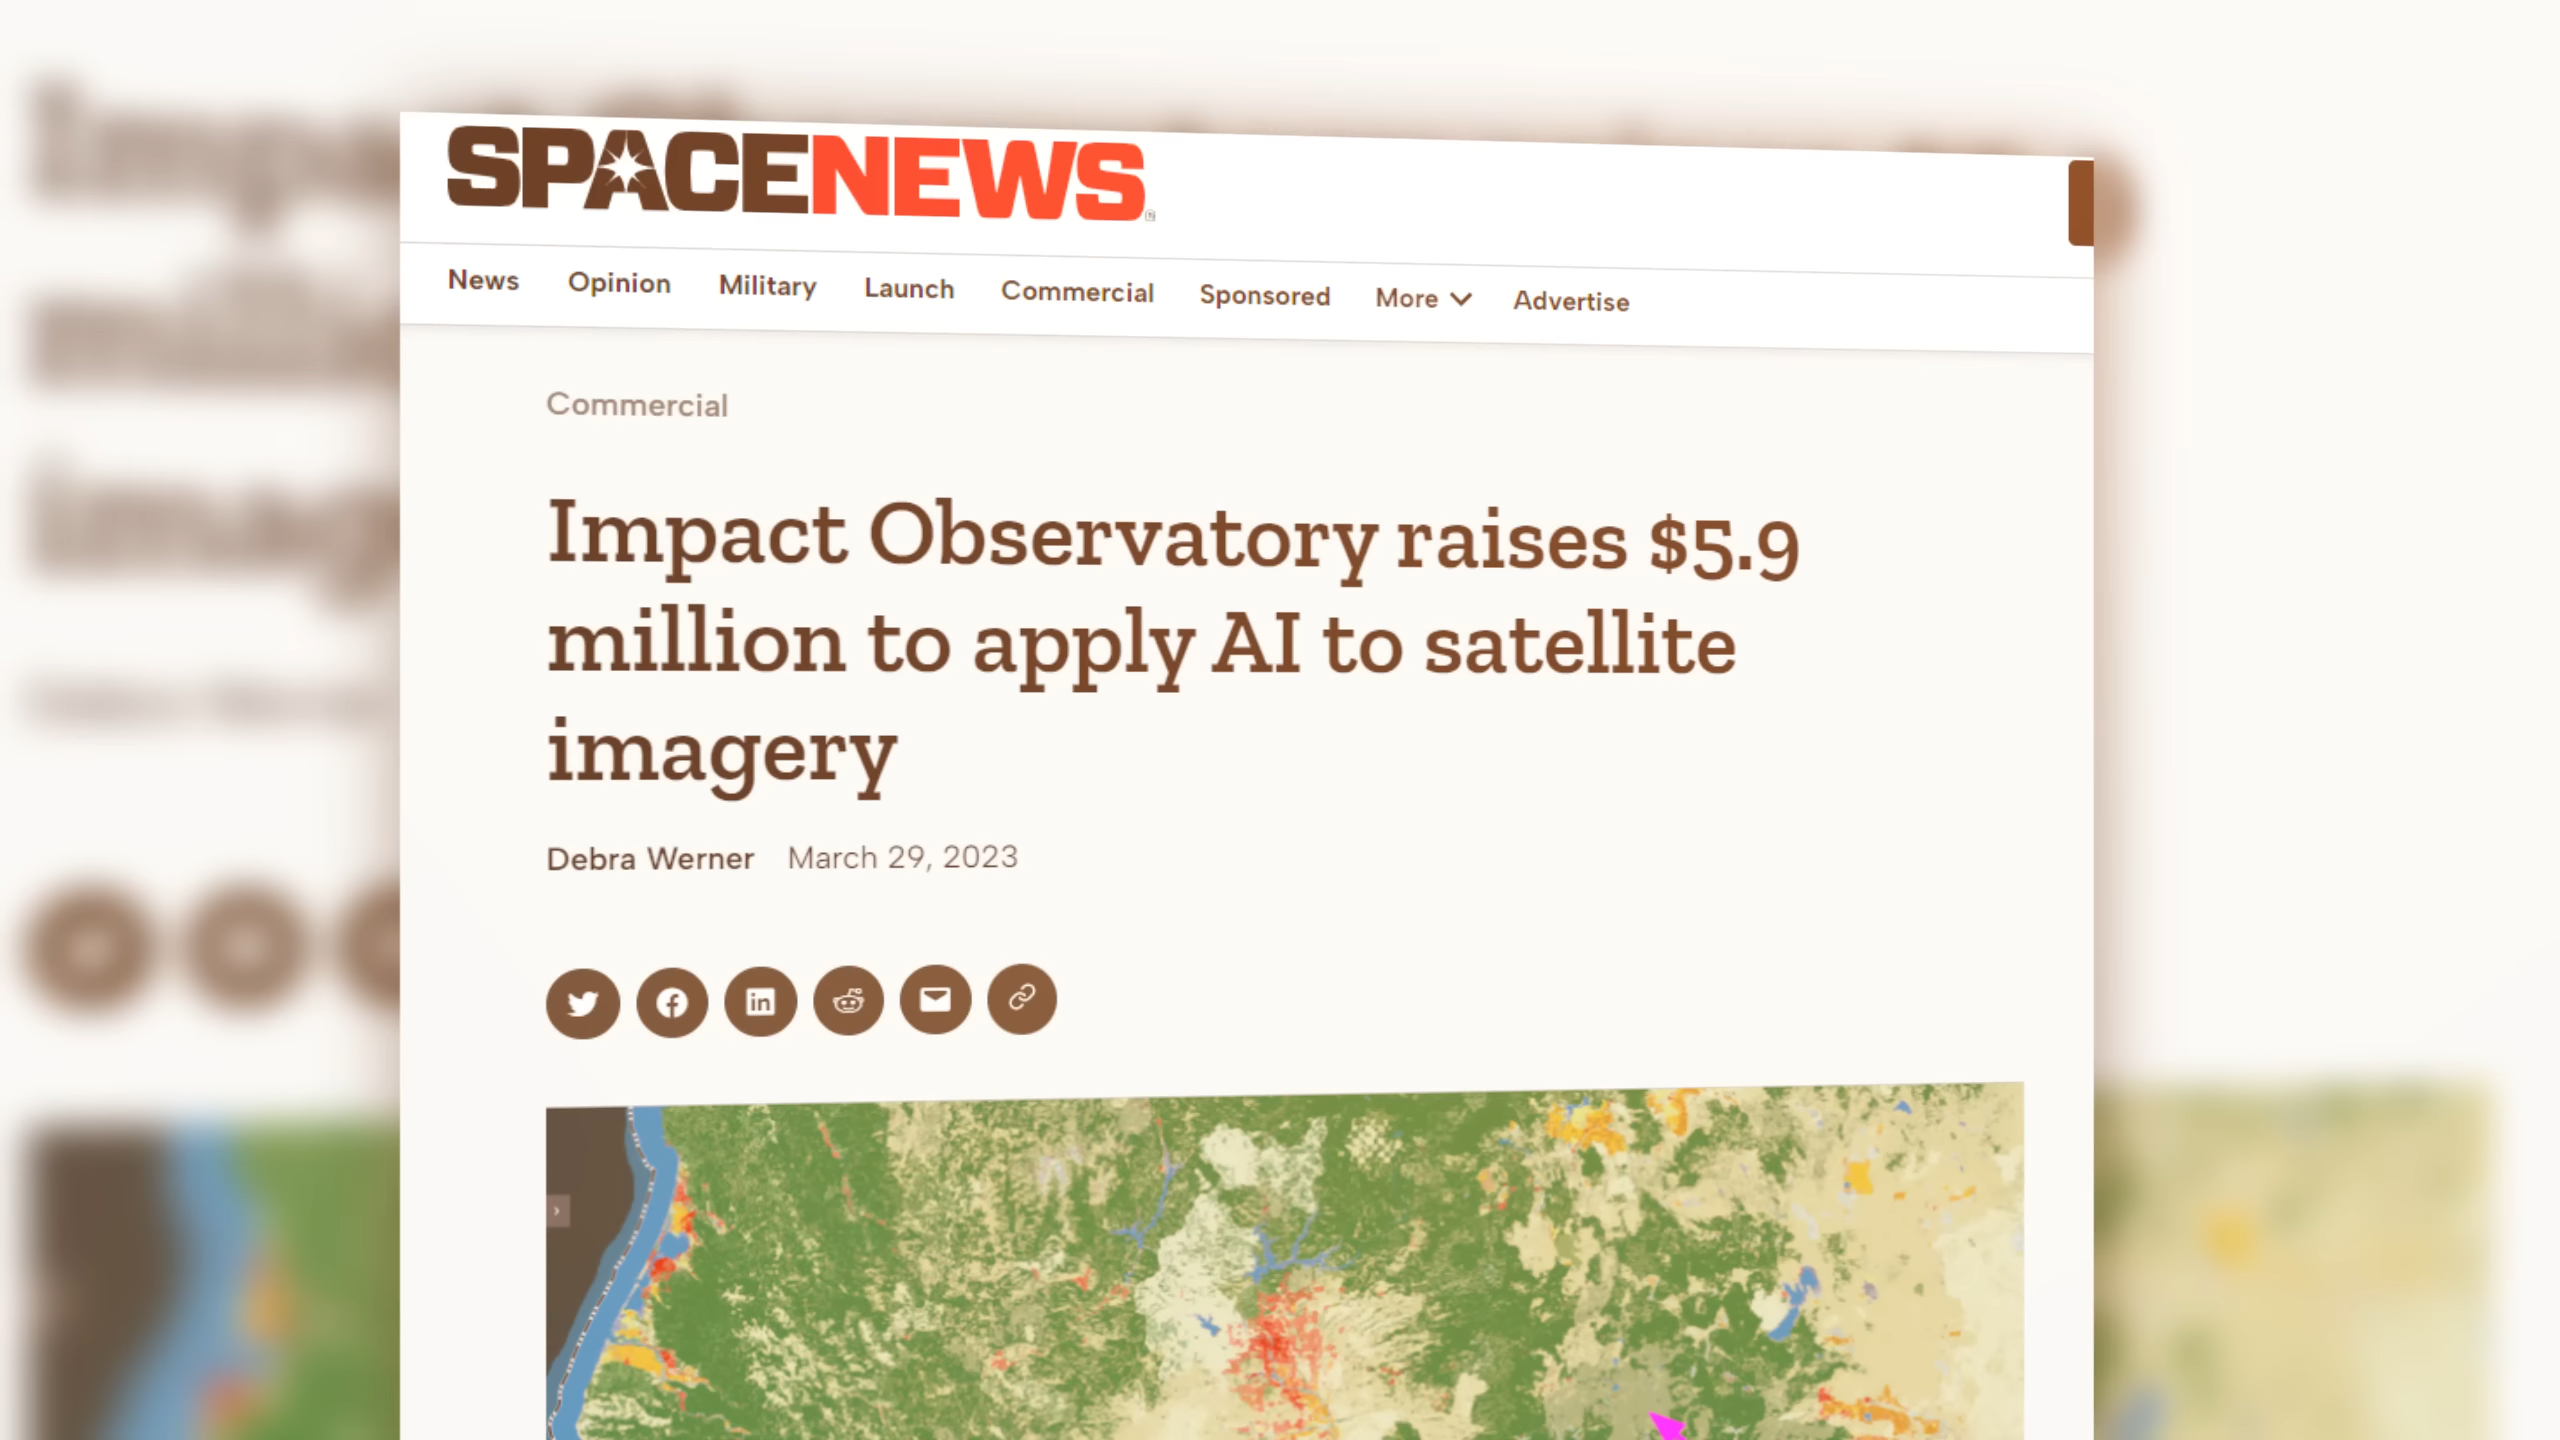 SPACENEWS
News Opinion Military Launch Commercial Sponsored More Advertise
Commercial
Impact Observatory raises $5.9
million to apply AI to satellite
imagery
Debra Werner March 29, 2023